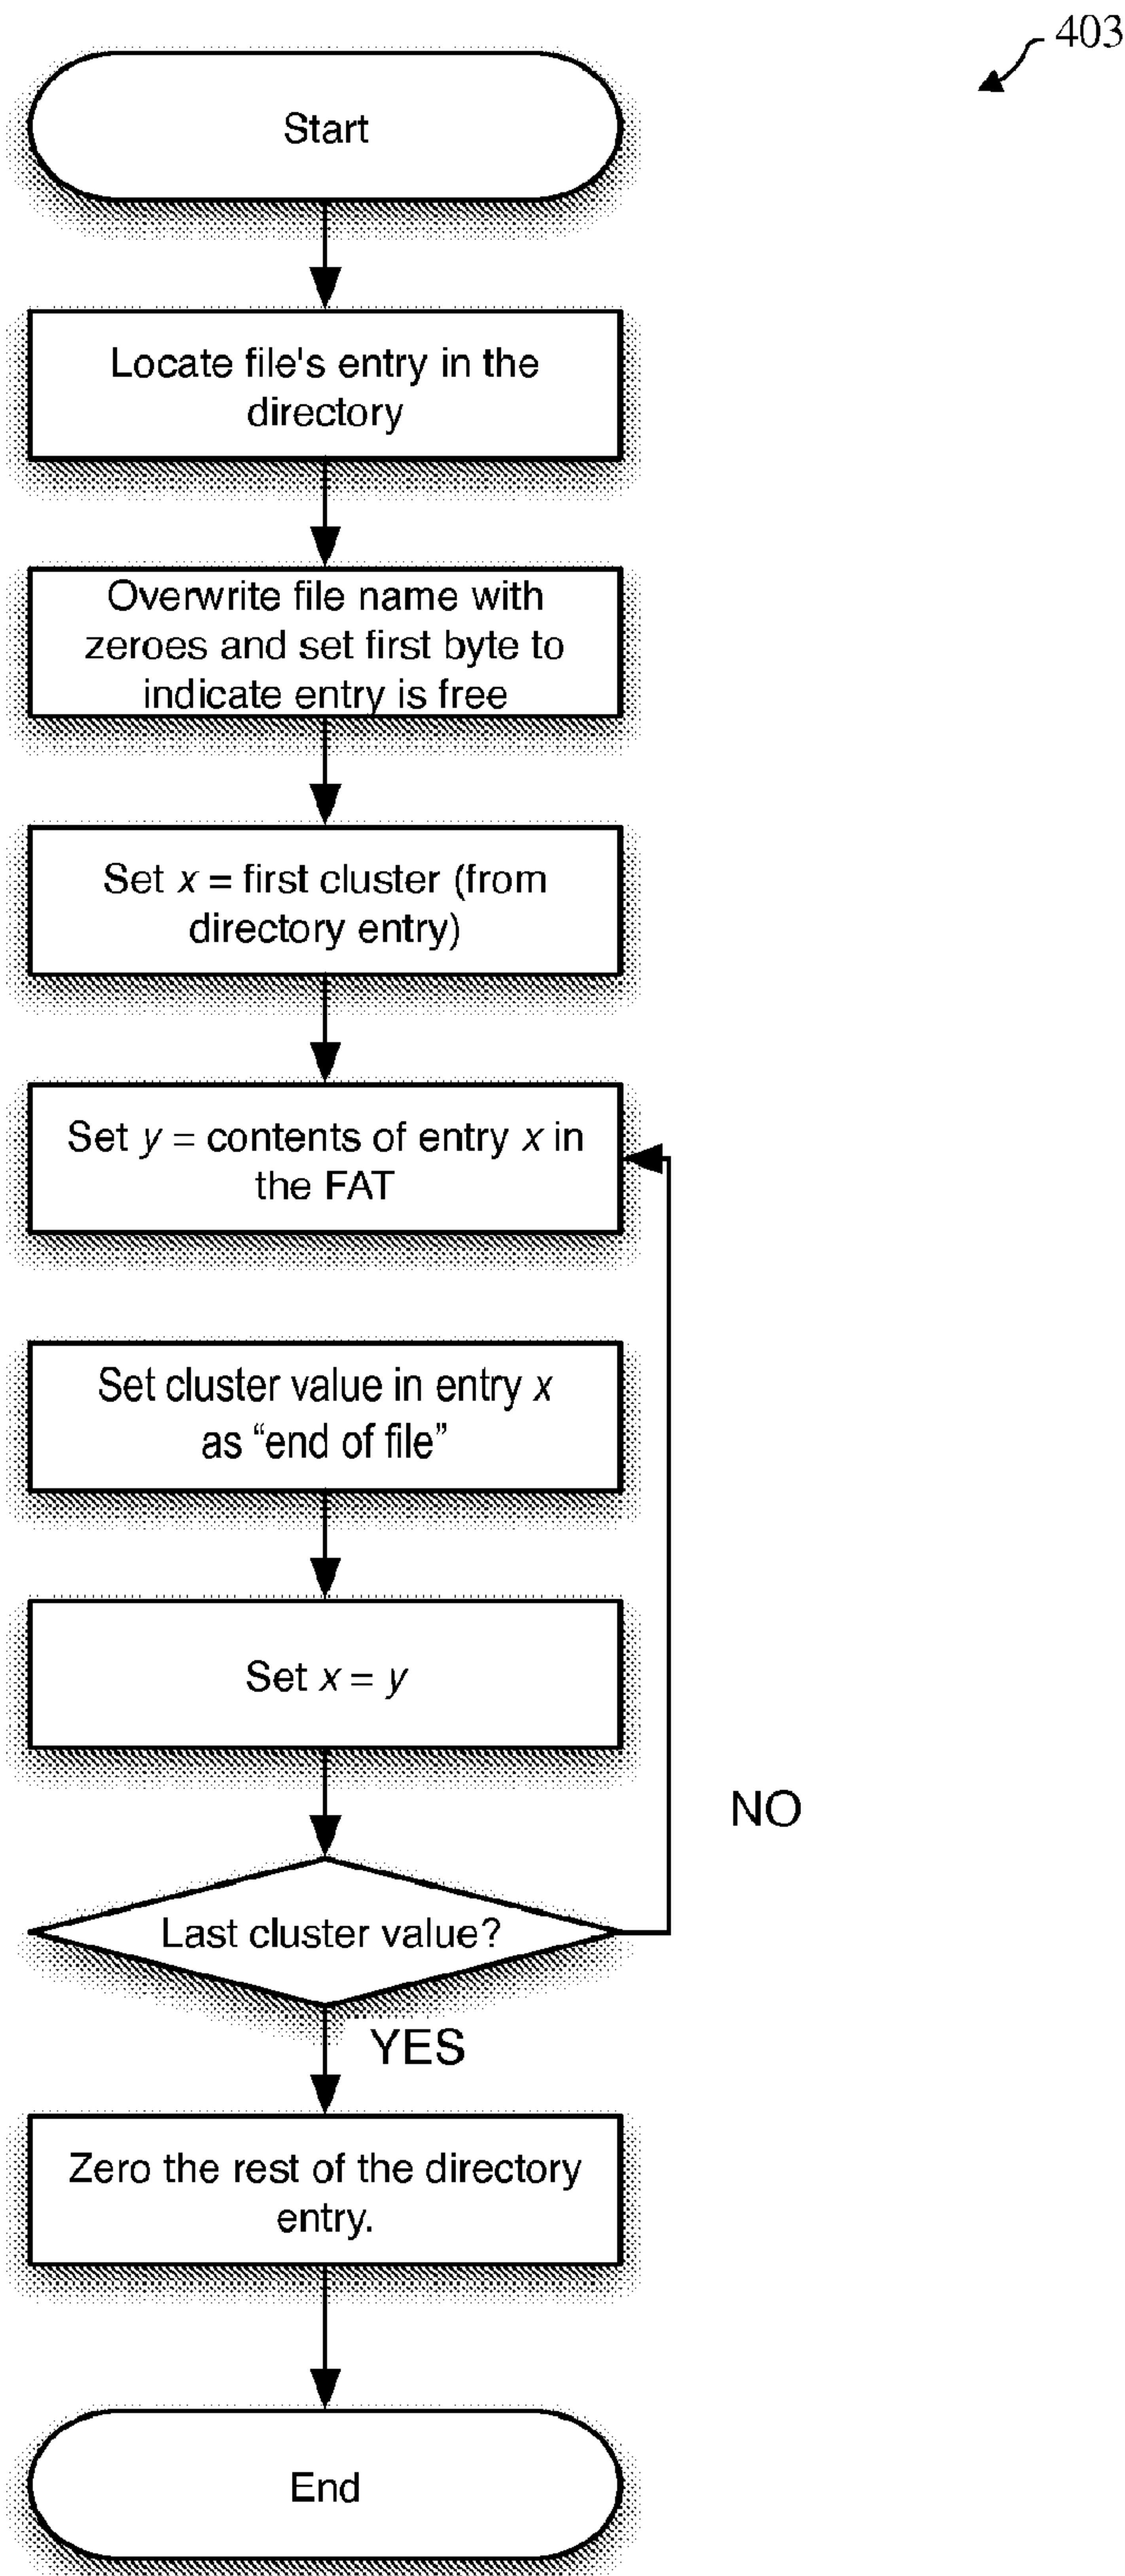 403
Start
Locate file's entry in the
directory
Overwrite file name with
zeroes and set first byte to
indicate entry is free
Set x = first cluster (from
directory entry)
Set y = contents of entry x in
the FAT
Set cluster value in entry x
as “end of file”
Set x = y
NO
Last cluster value?
YES
Zero the rest of the directory
entry.
End